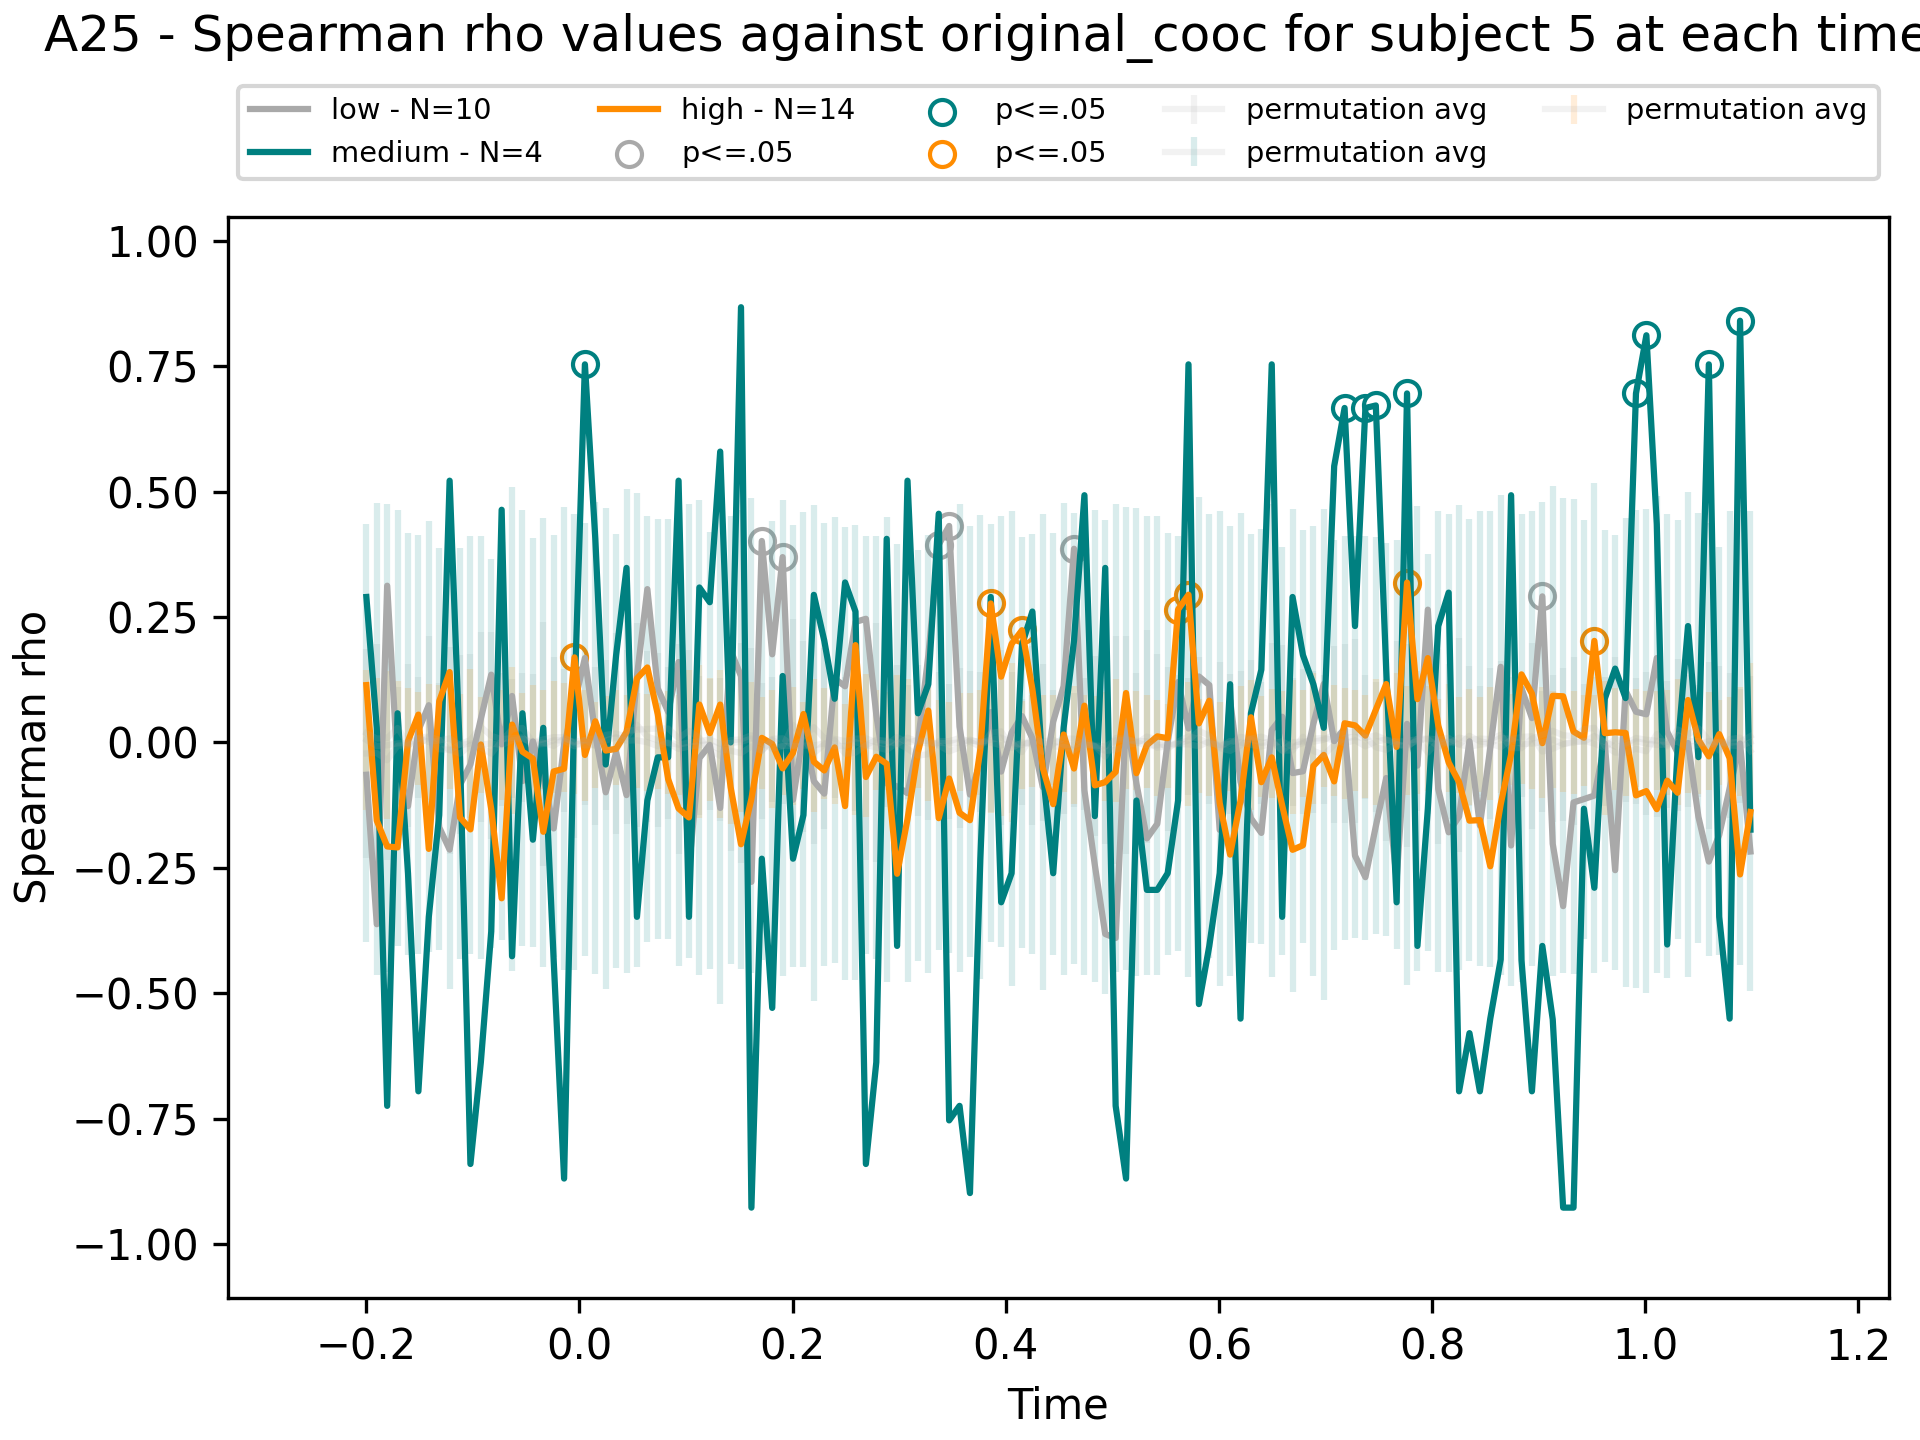 A25 - Spearman rho values against original_cooc for subject 5 at each time
low - N=10 high - N=14 p<=.05 permutation avg permutation avg
medium - N=4 p<=.05 p<=.05 permutation avg
1.00
0.75
0.50
0.25
0.00
−0.25
−0.50
−0.75
−1.00
Spearman rho
−0.2 0.0 0.2 0.4 0.6 0.8 1.0 1.2
Time